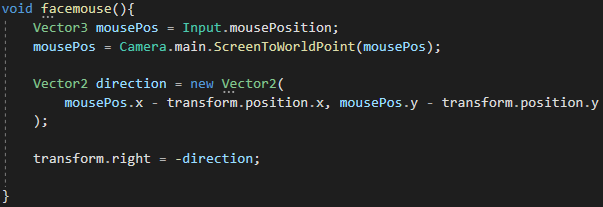 void facemouse(){
Vector3 mousePos = Input.mousePosition;
mousePos = Camera.main.ScreenToWorldPoint(mousePos);
Vector2 direction = new Vector2(
mousePos.x - transform.position.x, mousePos.y - transform.position.y
);
transform.right = -direction;
}